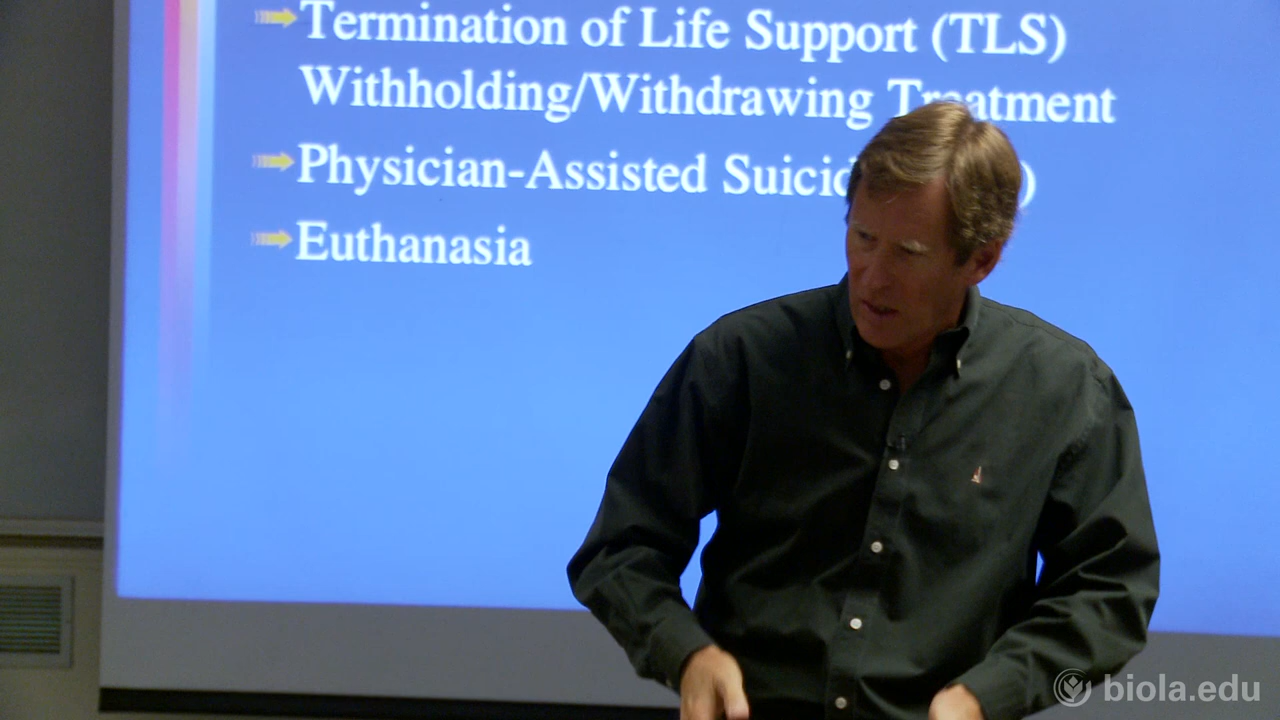 Termination of Life Support (TLS)
Withholding/Withdrawing Treatment
Physician-Assisted )
Euthanasia
biola.edu